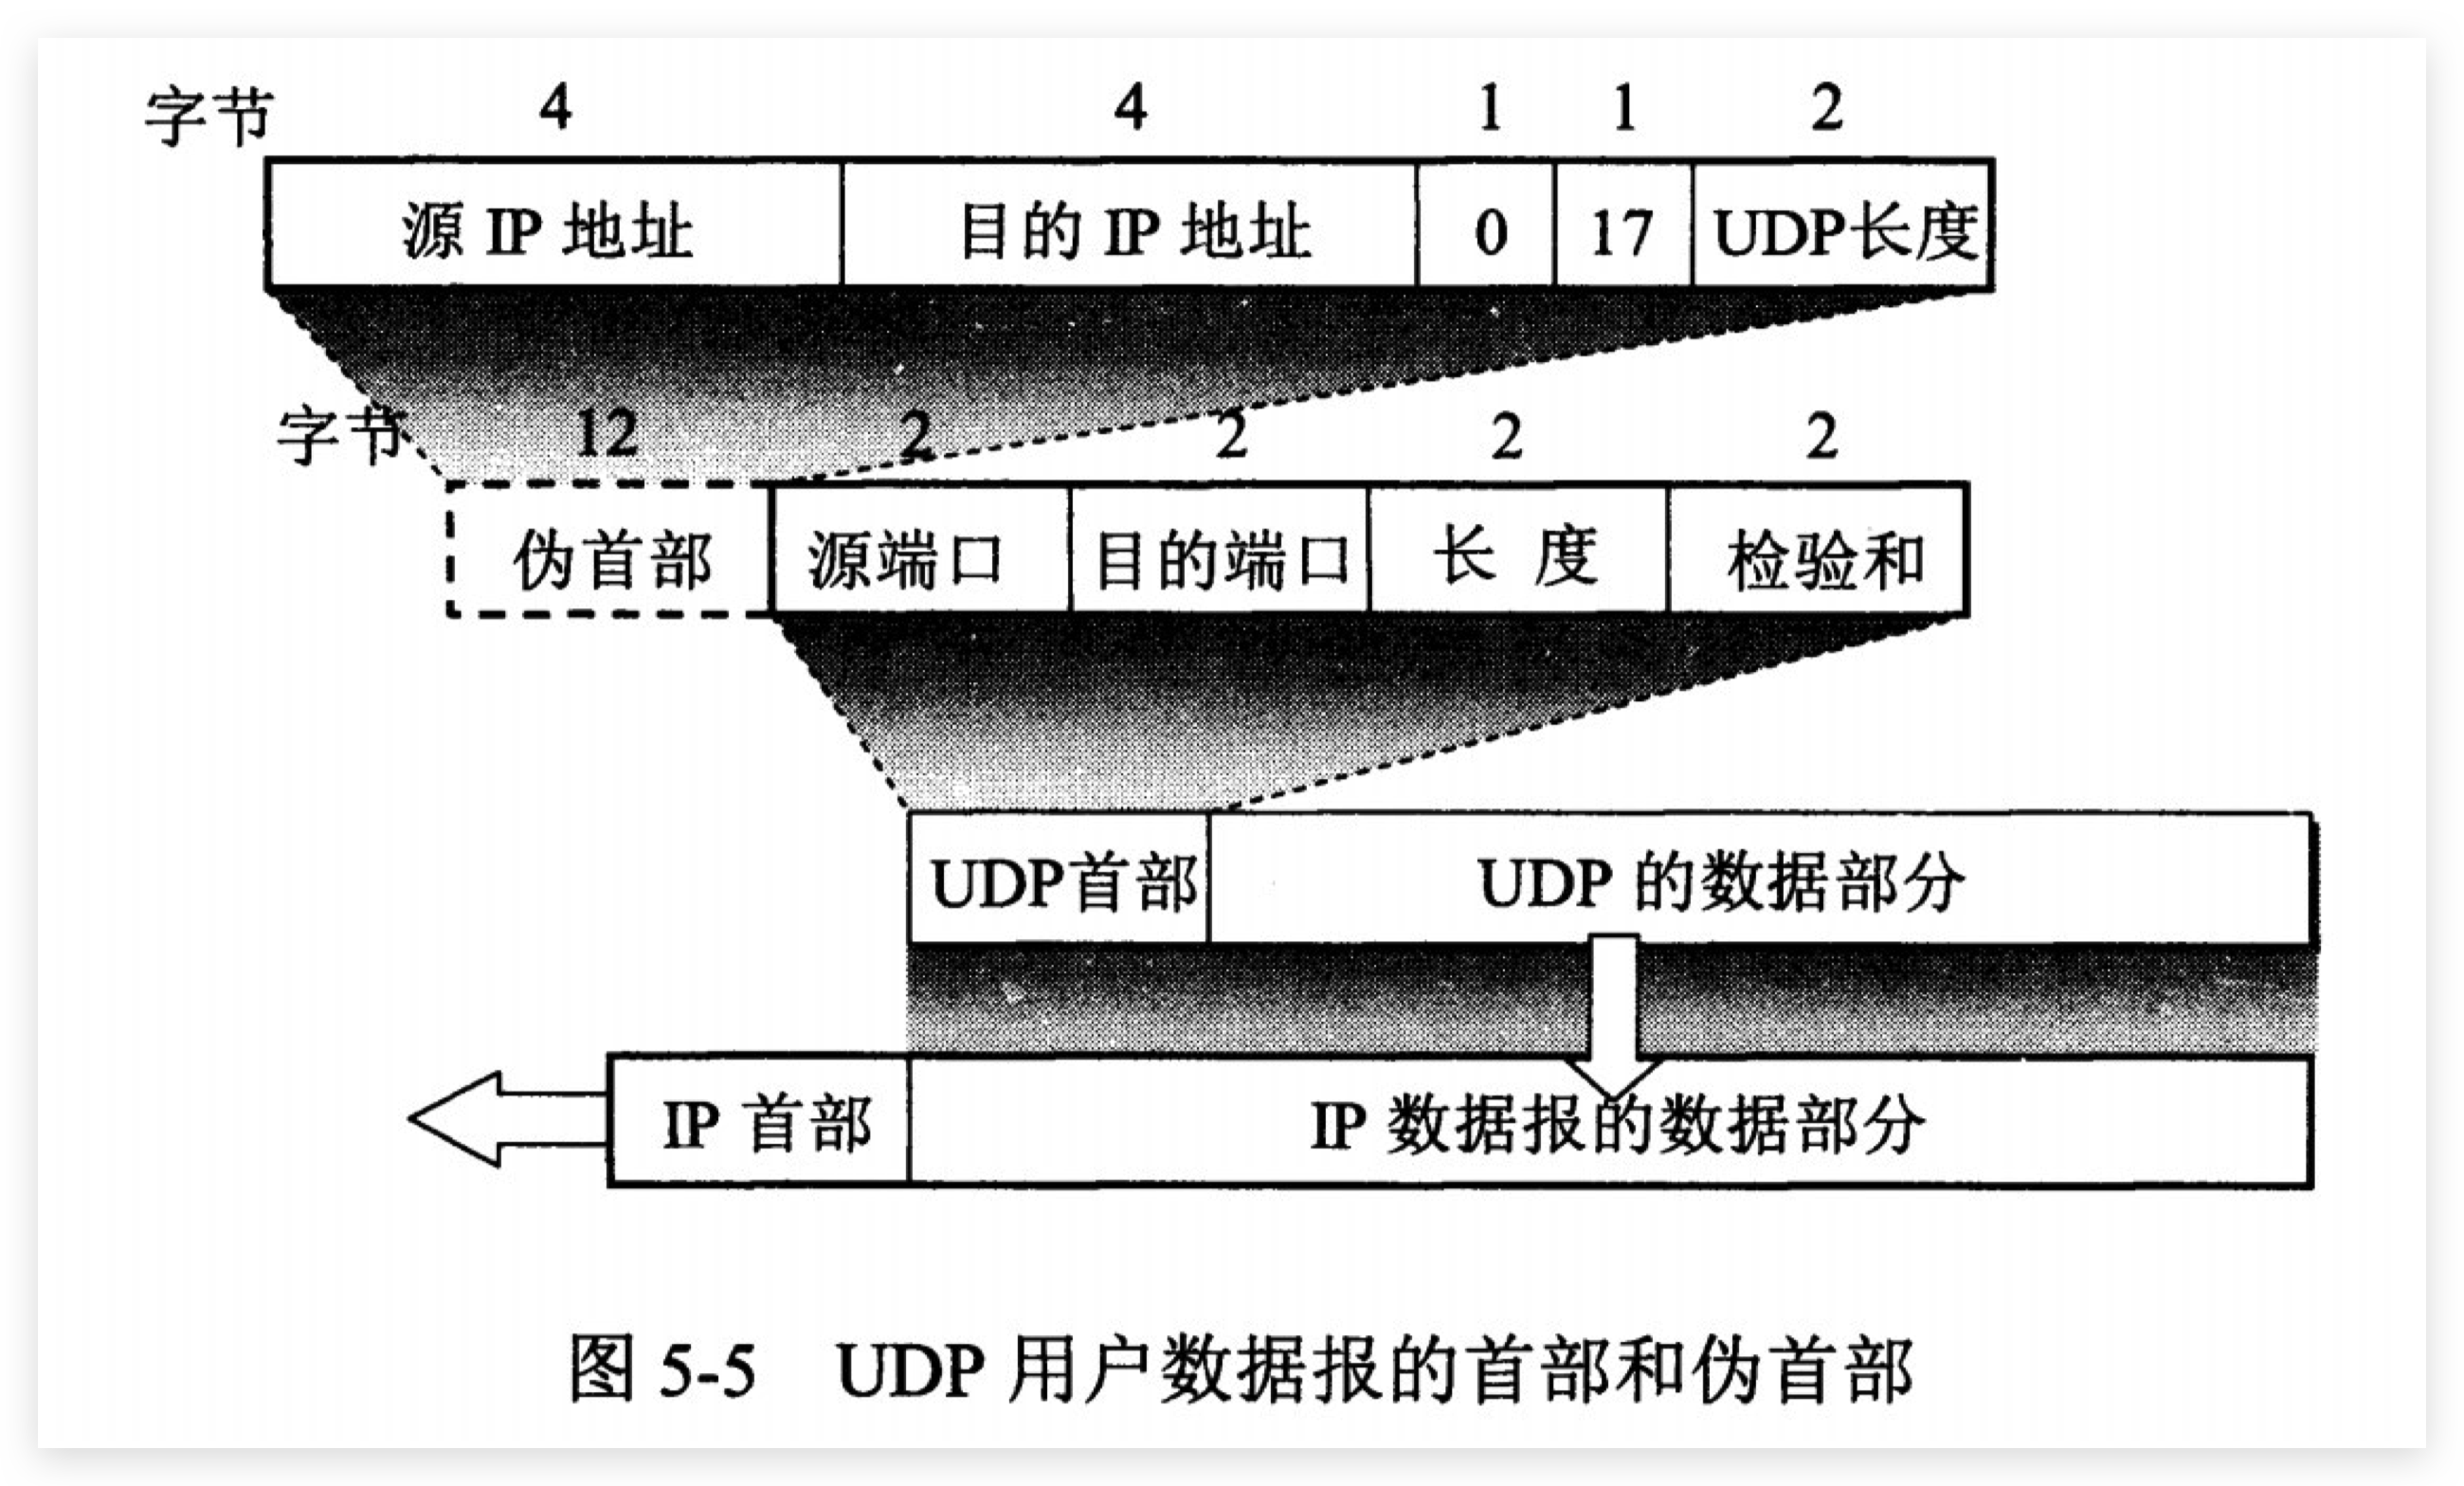 字节 4 4 1 1 2
源 IP 地址 目的 IP 地址 0 17 UDP长度
字节 12 2 2 2 2
伪首部 源端口 目的端口 长 度 检验和
UDP首部 UDP 的数据部分
IP 首部 IP 数据报的数据部分
图 5-5 UDP 用户数据报的首部和伪首部